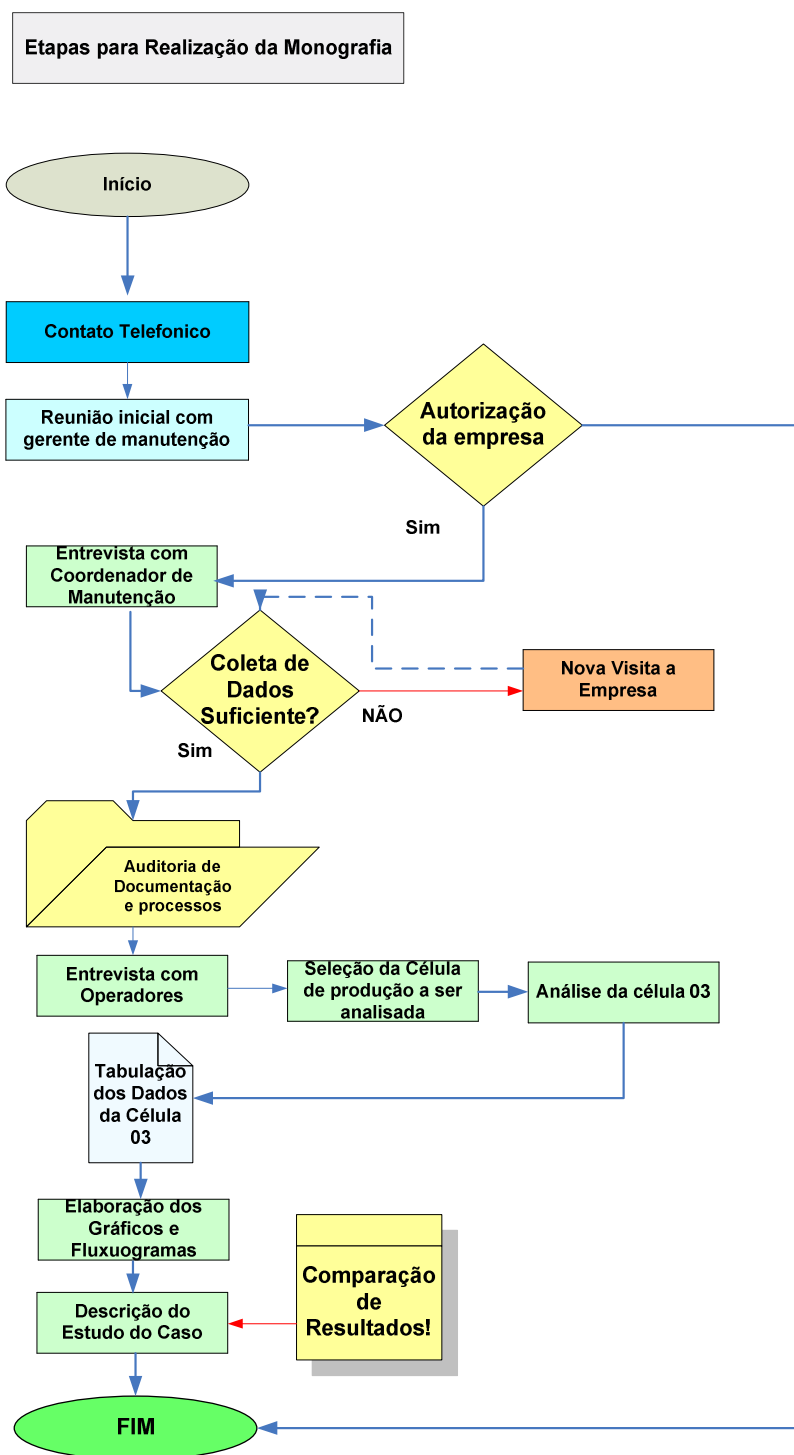 Etapas para Realização da Monografia
Início
Contato Telefonico
Reunião inicial com
gerente de manutenção
Autorização
da empresa
Sim
Entrevista com
Coordenador de
Manutenção
Coleta de
Dados
Suficiente?
NÃO
Nova Visita a
Empresa
Sim
Auditoria de
Documentação
e processos
Entrevista com
Operadores
Seleção da Célula
de produção a ser
analisada
Análise da célula 03
Tabulação
dos Dados
da Célula
03
Elaboração dos
Gráficos e
Fluxuogramas
Comparação
de
Resultados!
Descrição do
Estudo do Caso
FIM